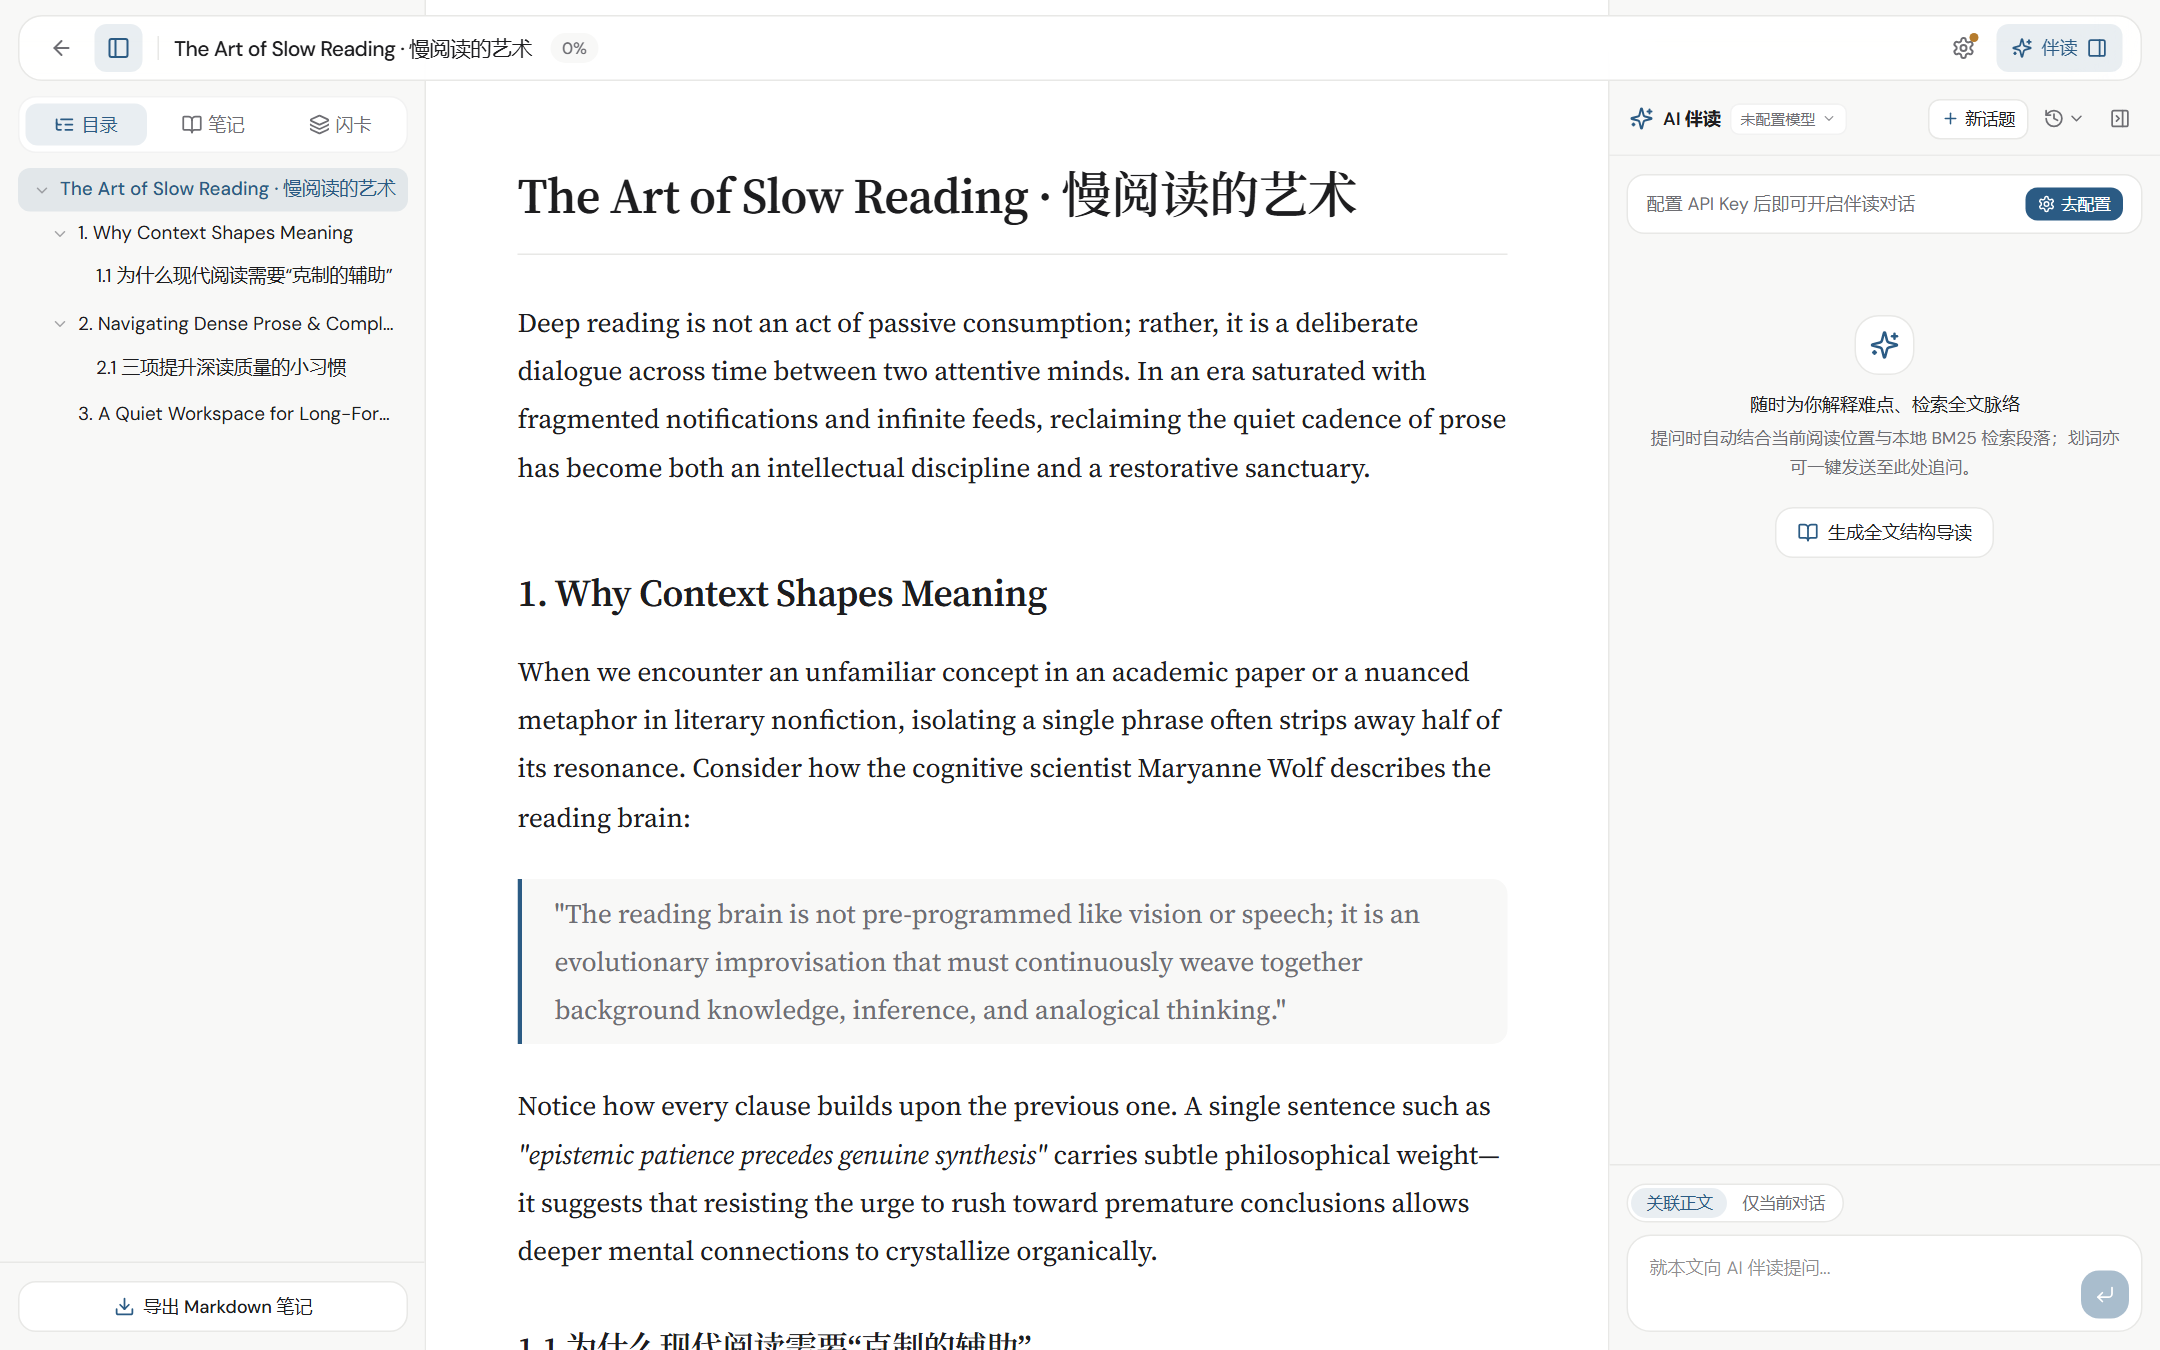 The Art of Slow Reading · 慢阅读的艺术
0%
伴读
目录
笔记
闪卡
The Art of Slow Reading · 慢阅读的艺术
1. Why Context Shapes Meaning
1.1 为什么现代阅读需要“克制的辅助”
2. Navigating Dense Prose & Compl...
2.1 三项提升深读质量的小习惯
3. A Quiet Workspace for Long-For...
导出 Markdown 笔记
The Art of Slow Reading · 慢阅读的艺术
Deep reading is not an act of passive consumption; rather, it is a deliberate
dialogue across time between two attentive minds. In an era saturated with
fragmented notifications and infinite feeds, reclaiming the quiet cadence of prose
has become both an intellectual discipline and a restorative sanctuary.
1. Why Context Shapes Meaning
When we encounter an unfamiliar concept in an academic paper or a nuanced
metaphor in literary nonfiction, isolating a single phrase often strips away half of
its resonance. Consider how the cognitive scientist Maryanne Wolf describes the
reading brain:
"The reading brain is not pre-programmed like vision or speech; it is an
evolutionary improvisation that must continuously weave together
background knowledge, inference, and analogical thinking."
Notice how every clause builds upon the previous one. A single sentence such as
"epistemic patience precedes genuine synthesis" carries subtle philosophical weight—
it suggests that resisting the urge to rush toward premature conclusions allows
deeper mental connections to crystallize organically.
1.1 为什么现代阅读需要“克制的辅助”
AI 伴读
未配置模型
新话题
配置 API Key 后即可开启伴读对话
去配置
随时为你解释难点、检索全文脉络
提问时自动结合当前阅读位置与本地 BM25 检索段落；划词亦
可一键发送至此处追问。
生成全文结构导读
关联正文
仅当前对话
就本文向 AI 伴读提问...